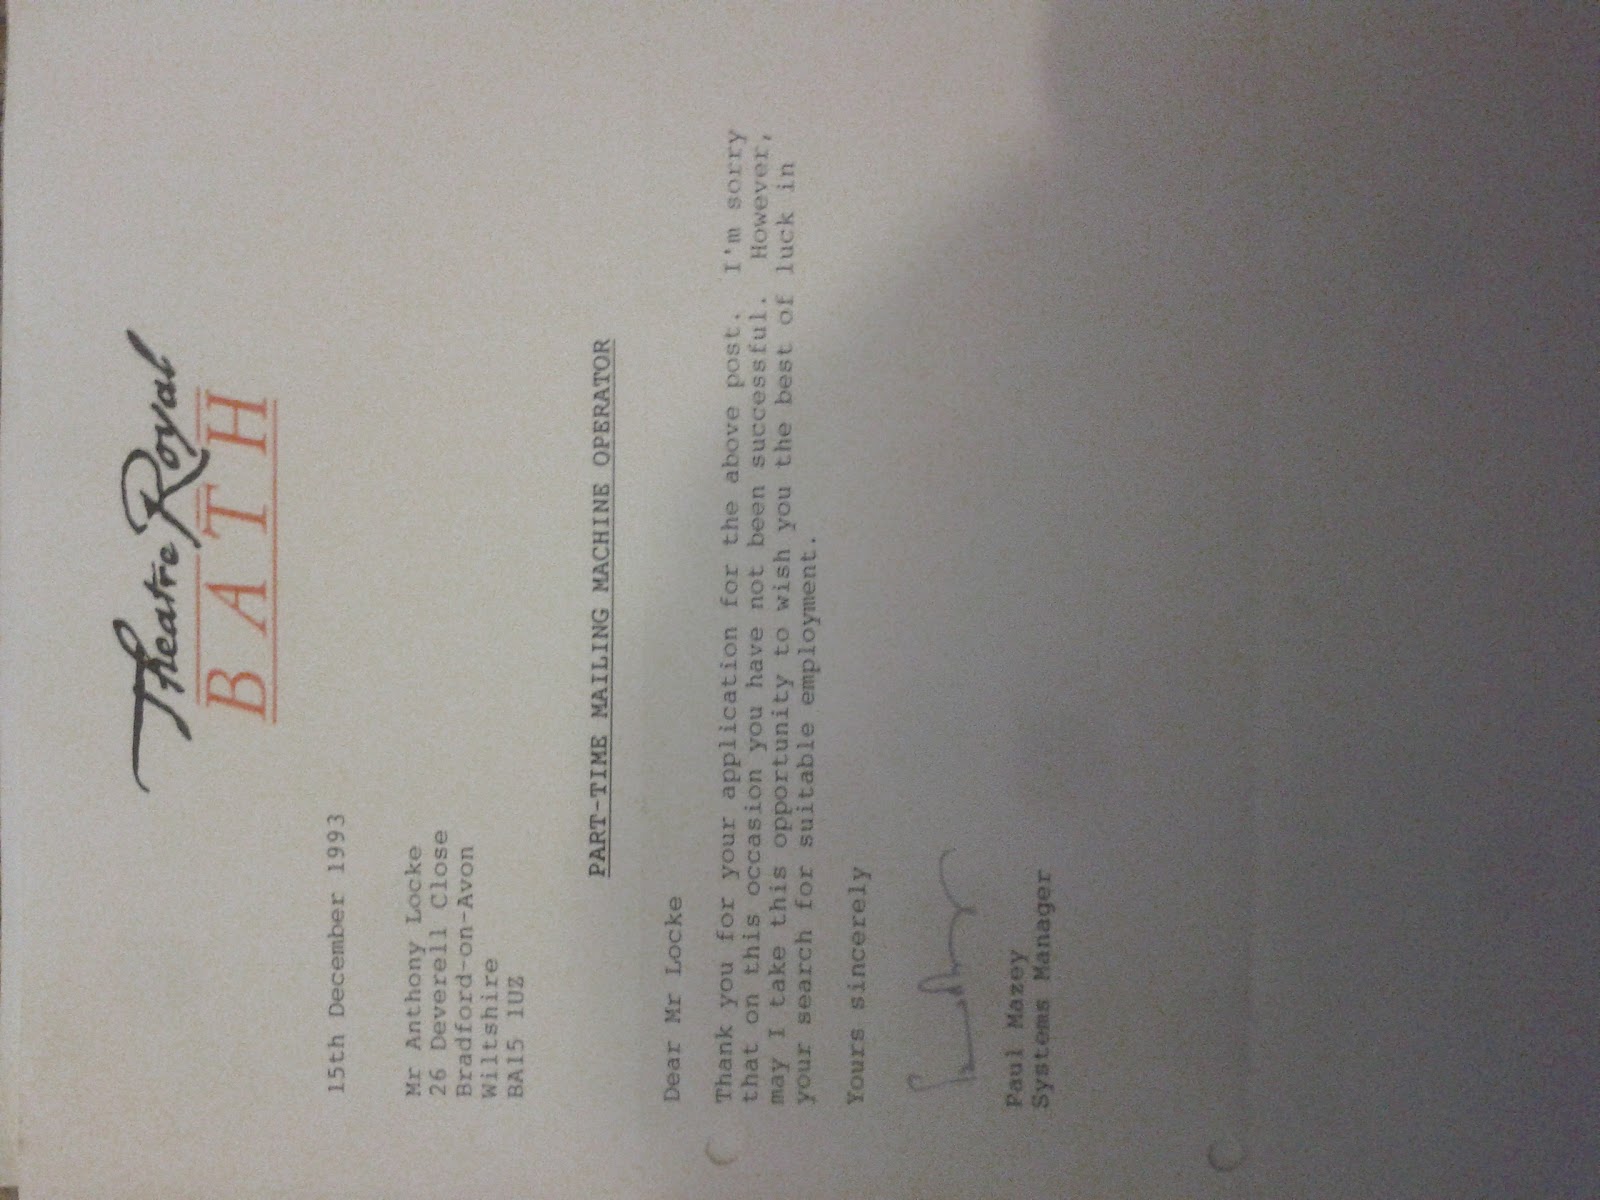 Theatre Royal
BATH
15th December 1993
Mr Anthony Locke
26 Deverell Close
Bradford-on-Avon
Wiltshire
BA15 1UZ
PART-TIME MAILING MACHINE OPERATOR
Dear Mr Locke
Thank you for your application for the above post. I'm sorry
that on this occasion you have not been successful. However,
may I take this opportunity to wish you the best of luck in
your search for suitable employment.
Yours sincerely
Paul Mazey
Systems Manager